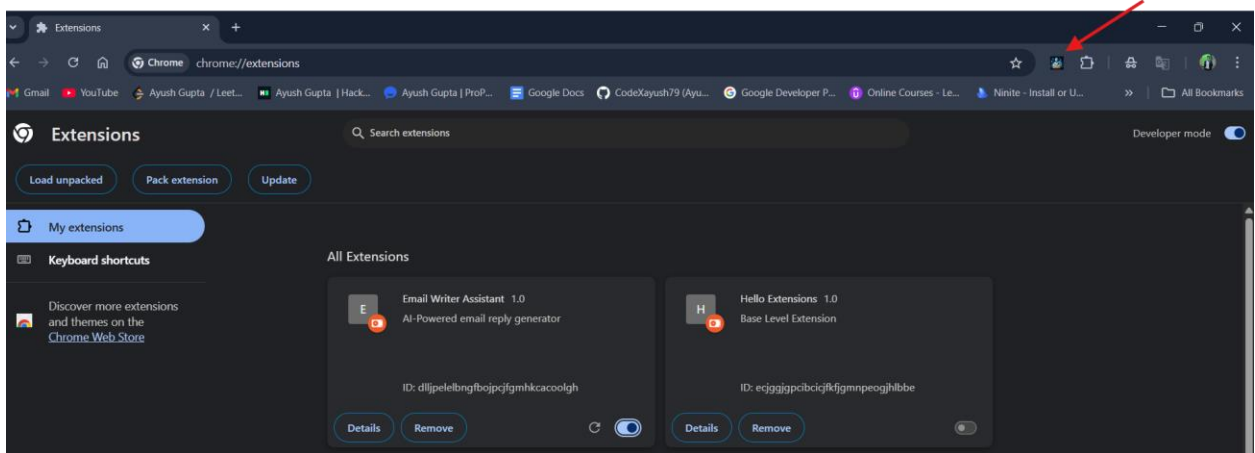 Extensions
Chrome chrome://extensions
Gmail YouTube Ayush Gupta / Leet... Ayush Gupta | Hack... Ayush Gupta | ProP... Google Docs CodeXayush79 (Ayu... Google Developer P... Online Courses - Le... Ninite - Install or U... » All Bookmarks
Extensions Search extensions Developer mode
Load unpacked Pack extension Update
My extensions
Keyboard shortcuts
Discover more extensions
and themes on the
Chrome Web Store
All Extensions
E Email Writer Assistant 1.0
AI-Powered email reply generator
ID: dlljpelelbngfbojpcjfgmhkcacoolgh
Details Remove
H Hello Extensions 1.0
Base Level Extension
ID: ecjggjgpcibcicjfkfjgmnpeogjhlbbe
Details Remove